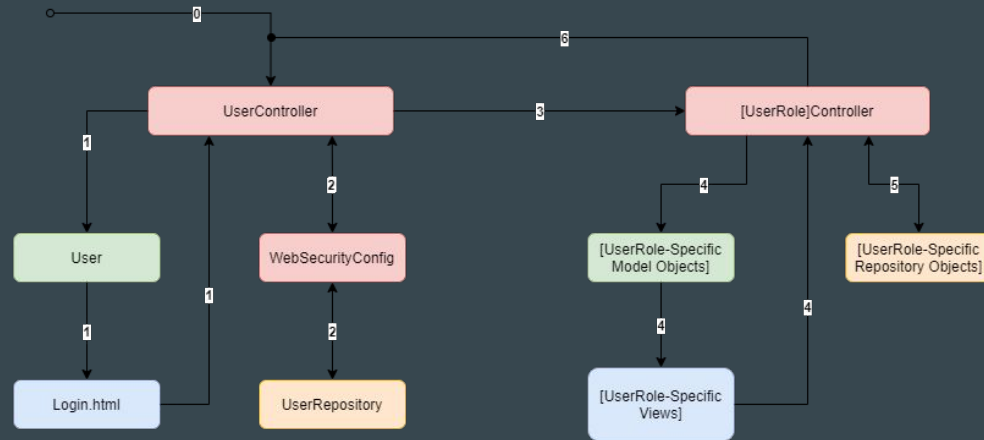 0
6
UserController
3
[UserRole]Controller
1
1
2
4
5
User
WebSecurityConfig
[UserRole-Specific
Model Objects]
[UserRole-Specific
Repository Objects]
1
2
4
4
Login.html
UserRepository
[UserRole-Specific
Views]